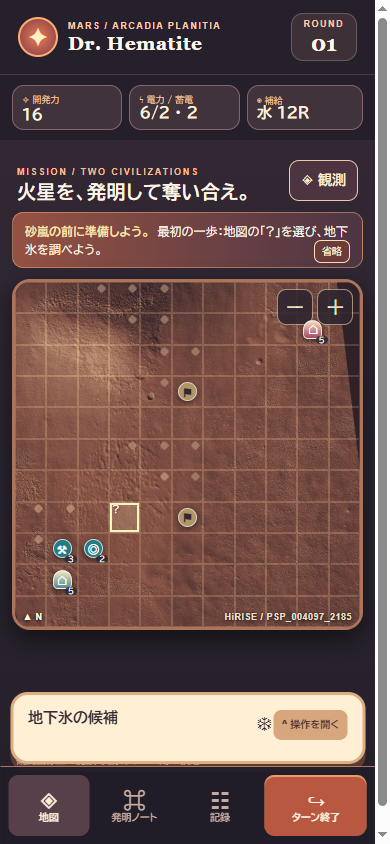 MARS / ARCADIA PLANITIA
Dr. Hematite
ROUND
01
開発力
16
電力 / 蓄電
6/2・2
補給
水 12R
MISSION / TWO CIVILIZATIONS
火星を、発明して奪い合え。
観測
砂嵐の前に準備しよう。 最初の一歩：地図の「？」を選び、地下
氷を調べよう。
省略
− +
5
?
3 2
5
▲ N
HiRISE / PSP_004097_2185
地下氷の候補
^ 操作を開く
地図
発明ノート
記録
ターン終了